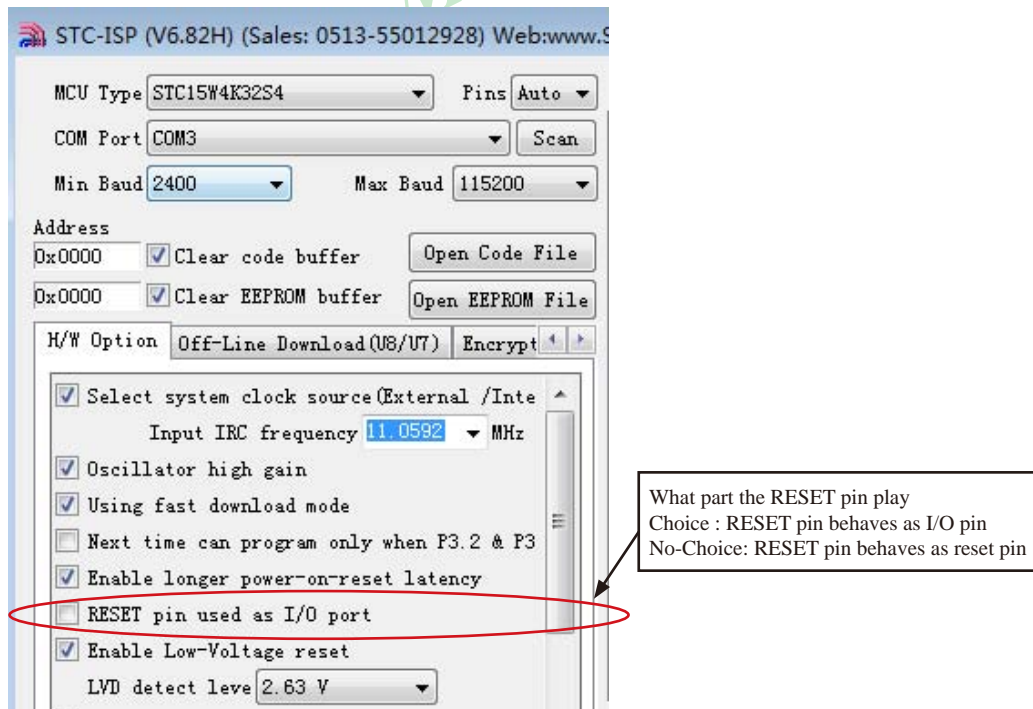 STC-ISP (V6.82H) (Sales: 0513-55012928) Web:www.
MCU Type STC15W4K32S4 Pins Auto
COM Port COM3 Scan
Min Baud 2400 Max Baud 115200
Address
0x0000 Clear code buffer Open Code File
0x0000 Clear EEPROM buffer Open EEPROM File
H/W Option Off-Line Download(U8/U7) Encrypt
Select system clock source(External /Inte
Input IRC frequency 11.0592 MHz
Oscillator high gain
Using fast download mode
Next time can program only when P3.2 & P3
Enable longer power-on-reset latency
RESET pin used as I/O port
Enable Low-Voltage reset
LVD detect leve 2.63 V
What part the RESET pin play
Choice : RESET pin behaves as I/O pin
No-Choice: RESET pin behaves as reset pin